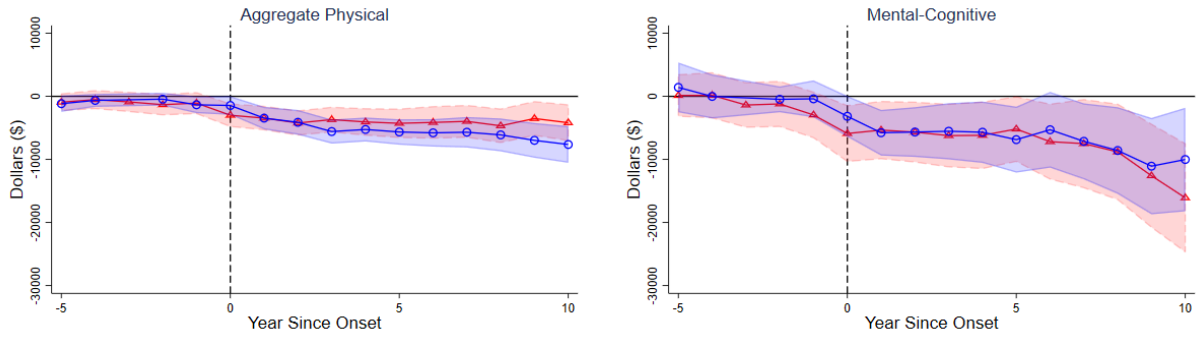 Aggregate Physical
Dollars ($)
10000
0
-10000
-20000
-30000
-5 0 5 10
Year Since Onset
Mental-Cognitive
Dollars ($)
10000
0
-10000
-20000
-30000
-5 0 5 10
Year Since Onset